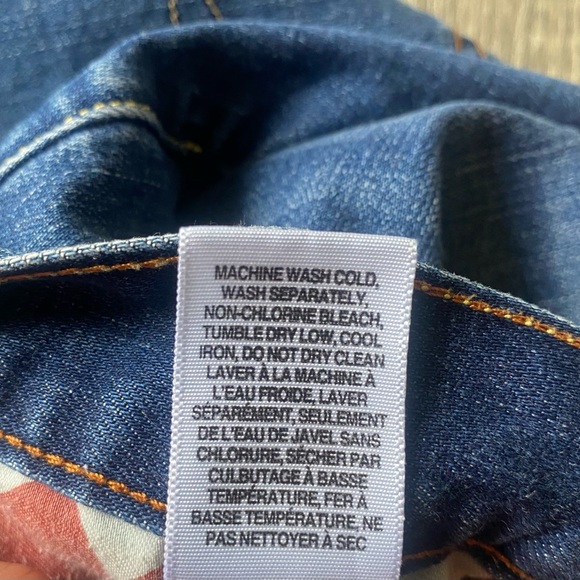 MACHINE WASH COLD,
WASH SEPARATELY,
NON-CHLORINE BLEACH,
TUMBLE DRY LOW, COOL
IRON, DO NOT DRY CLEAN
LAVER À LA MACHINE À
L'EAU FROIDE, LAVER
SÉPARÉMENT, SEULEMENT
DE L'EAU DE JAVEL SANS
CHLORURE, SÉCHER PAR
CULBUTAGE À BASSE
TEMPÉRATURE, FER À
BASSE TEMPÉRATURE, NE
PAS NETTOYER À SEC